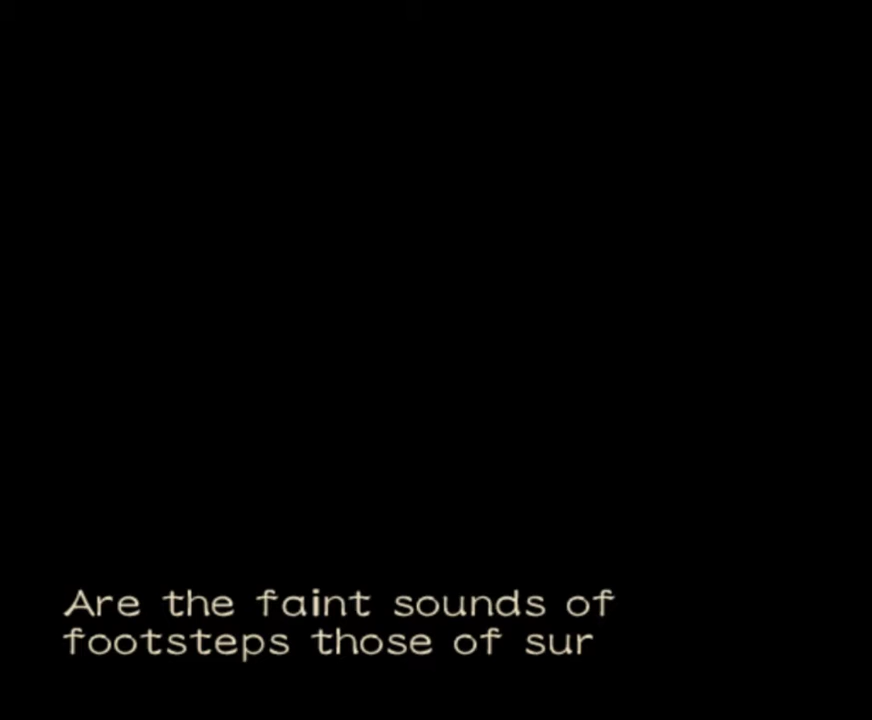 Are the faint sounds of
footsteps those of sur